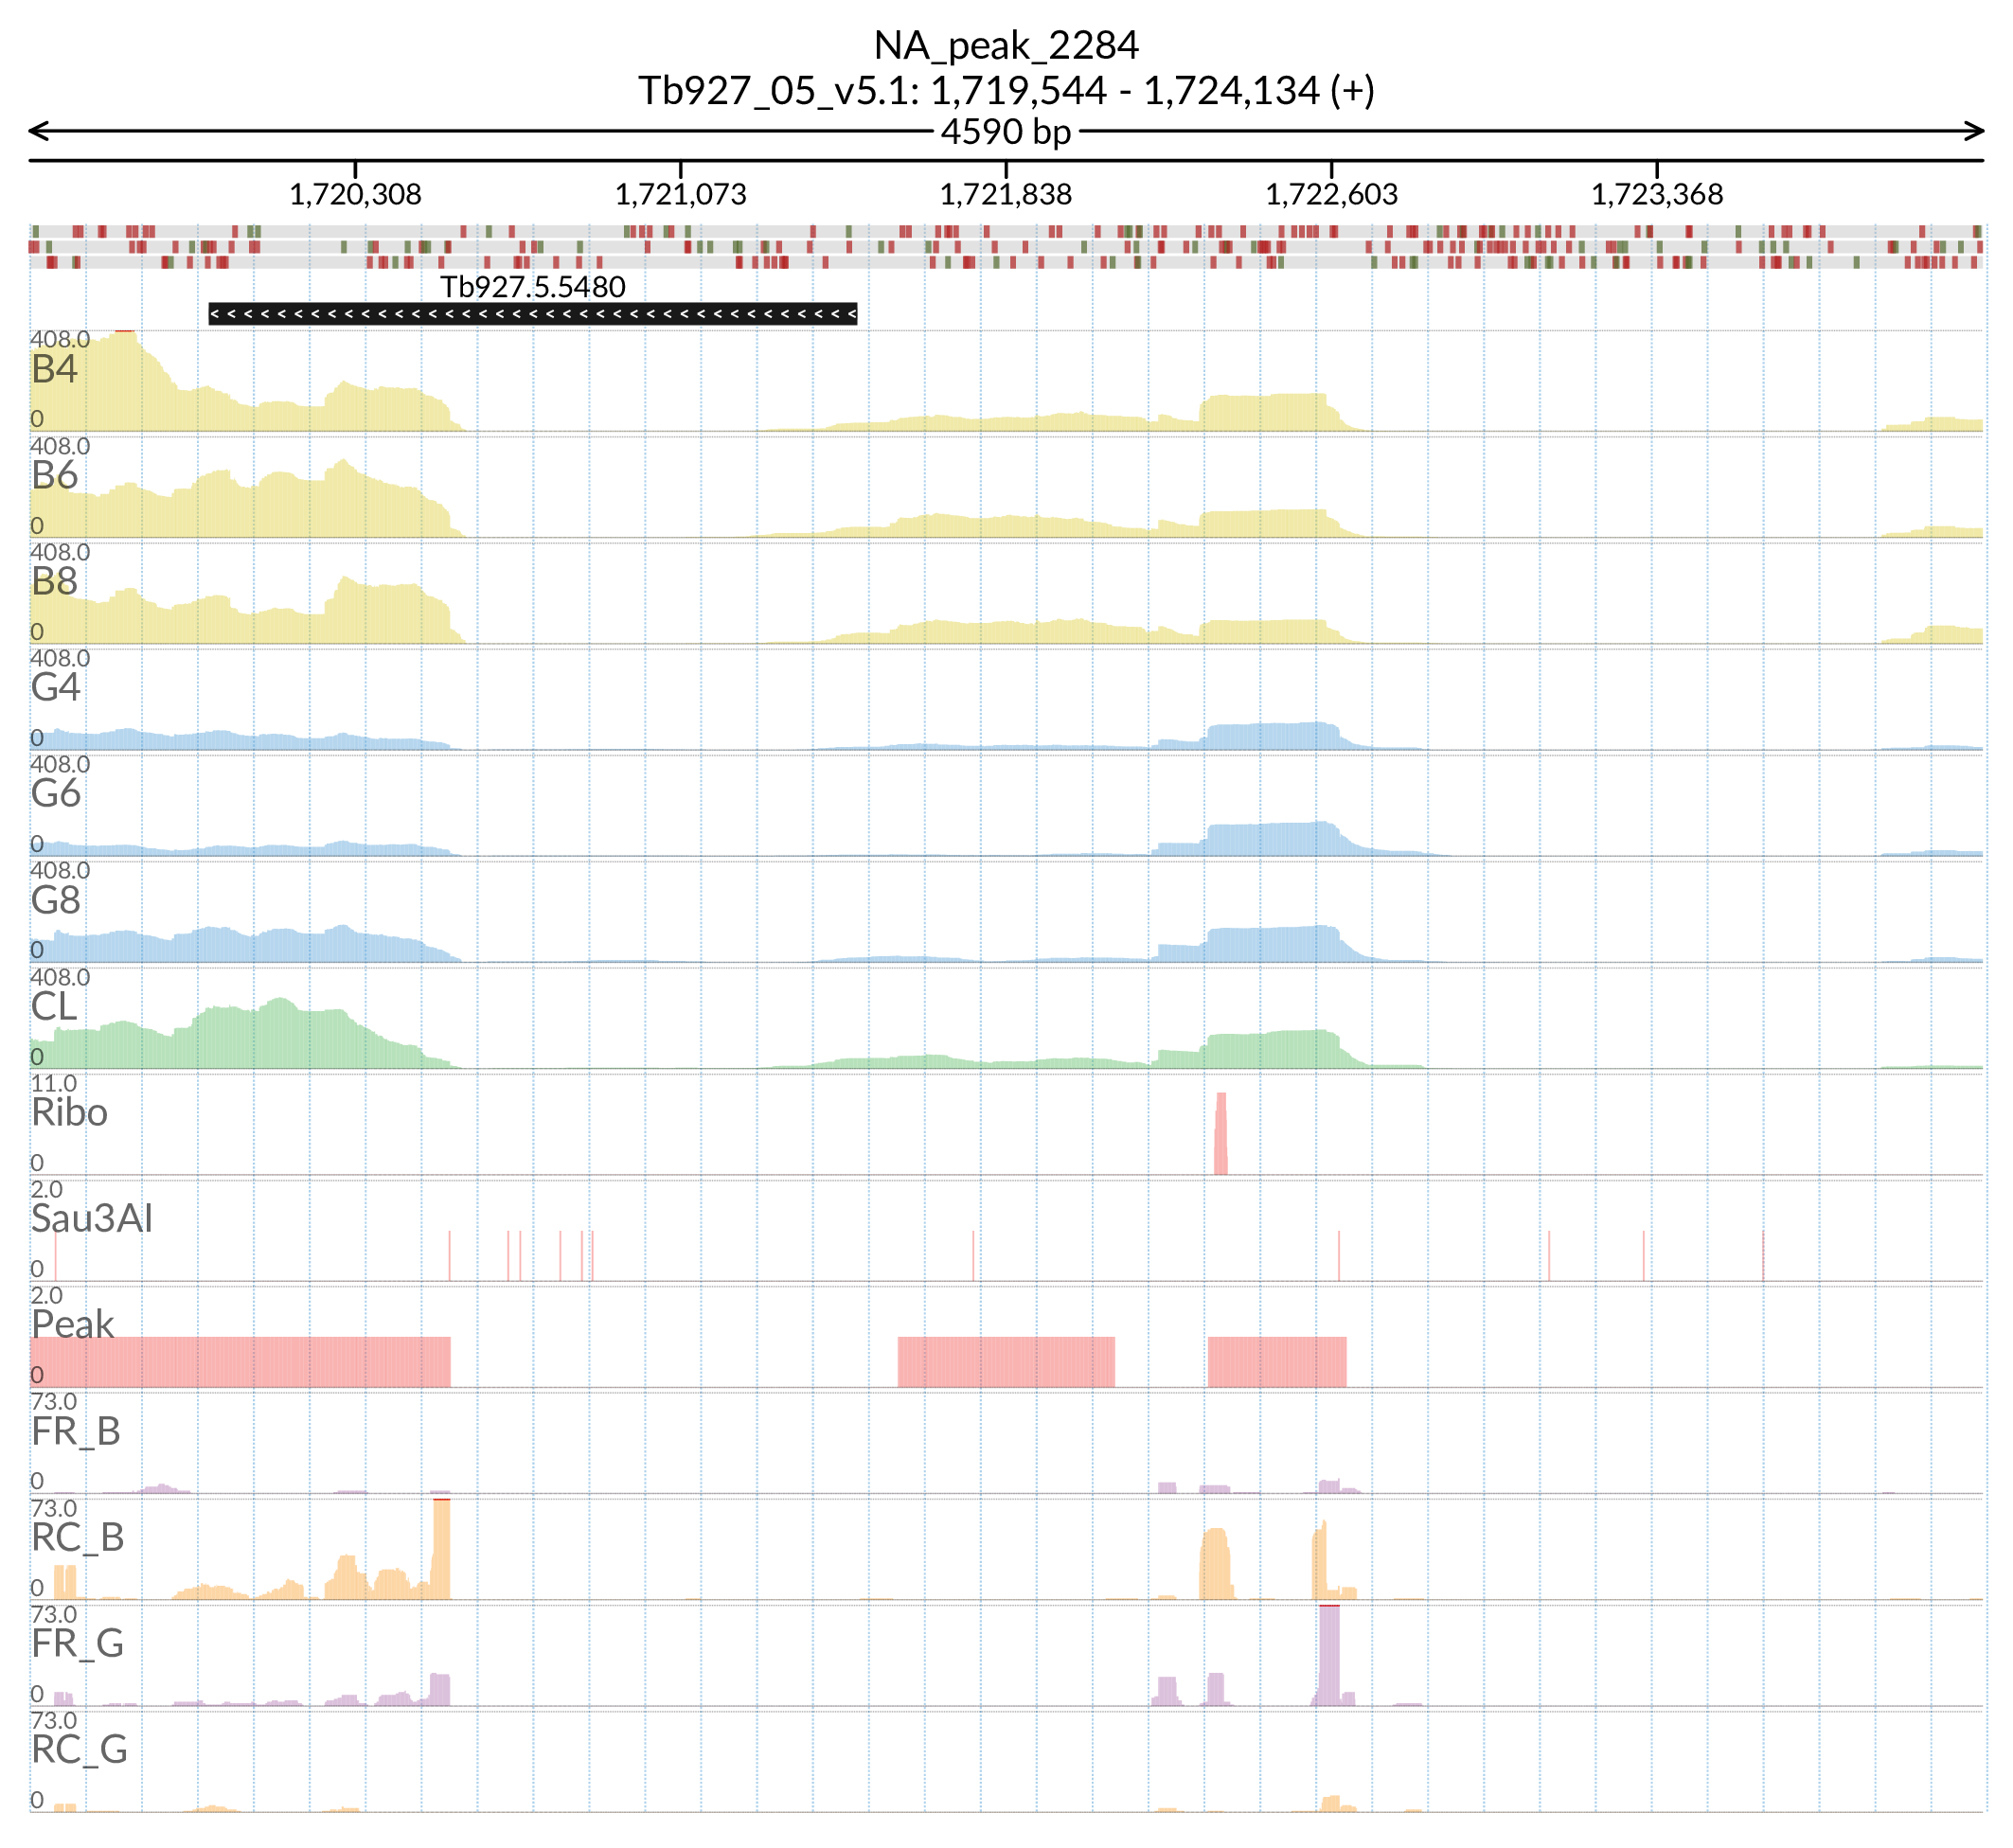 NA_peak_2284
Tb927_05_v5.1: 1,719,544 - 1,724,134 (+)
4590 bp
1,720,308 1,721,073 1,721,838 1,722,603 1,723,368
Tb927.5.5480
< < < < < < < < < < < < < < < < < < < < < < < < < < < < < < < < < < < < < < <
408.0
B4
0
408.0
B6
0
408.0
B8
0
408.0
G4
0
408.0
G6
0
408.0
G8
0
408.0
CL
0
11.0
Ribo
0
2.0
Sau3AI
0
2.0
Peak
0
73.0
FR_B
0
73.0
RC_B
0
73.0
FR_G
0
73.0
RC_G
0